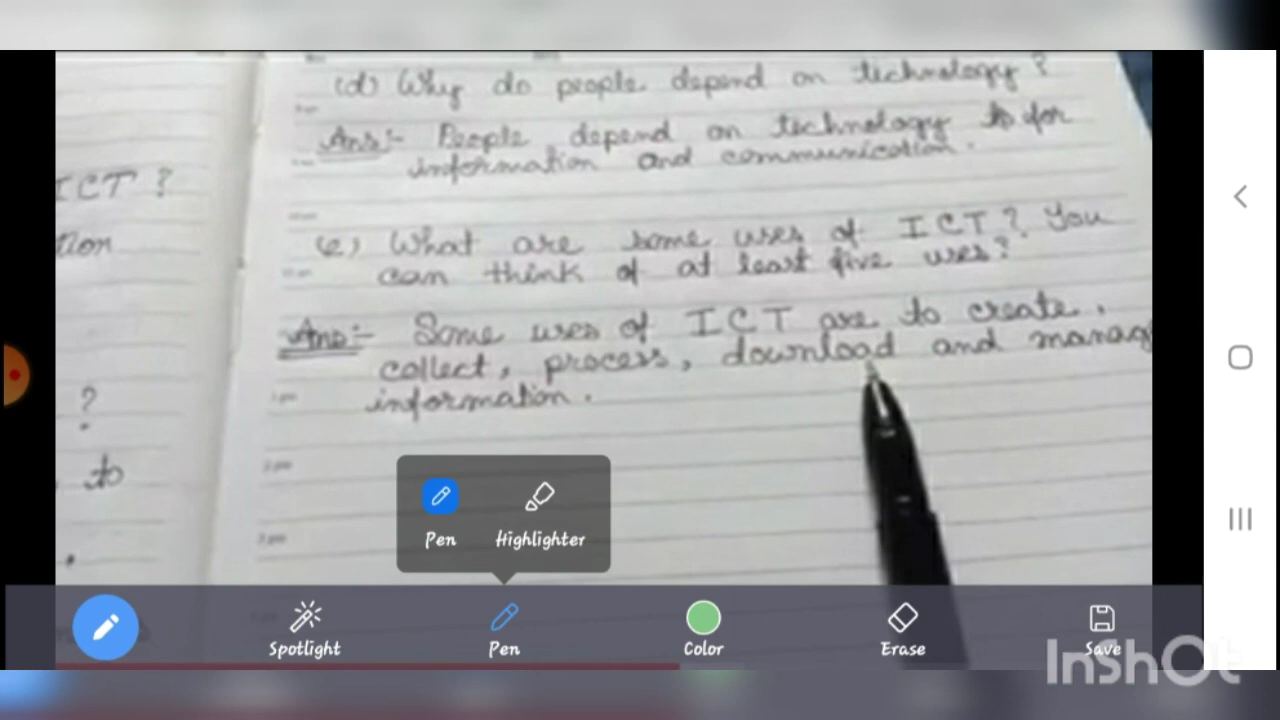 (d) Why do people depend on technology?
Ans:- People depend on technology to for
information and communication.
ICT ?
tion
(e) What are some uses of ICT? You
can think of at least five uses?
Ans:- Some uses of ICT are to create,
collect, process, download and manag
information.
?
to
Pen
Highlighter
Spotlight
Pen
Color
Erase
Save
InShOt